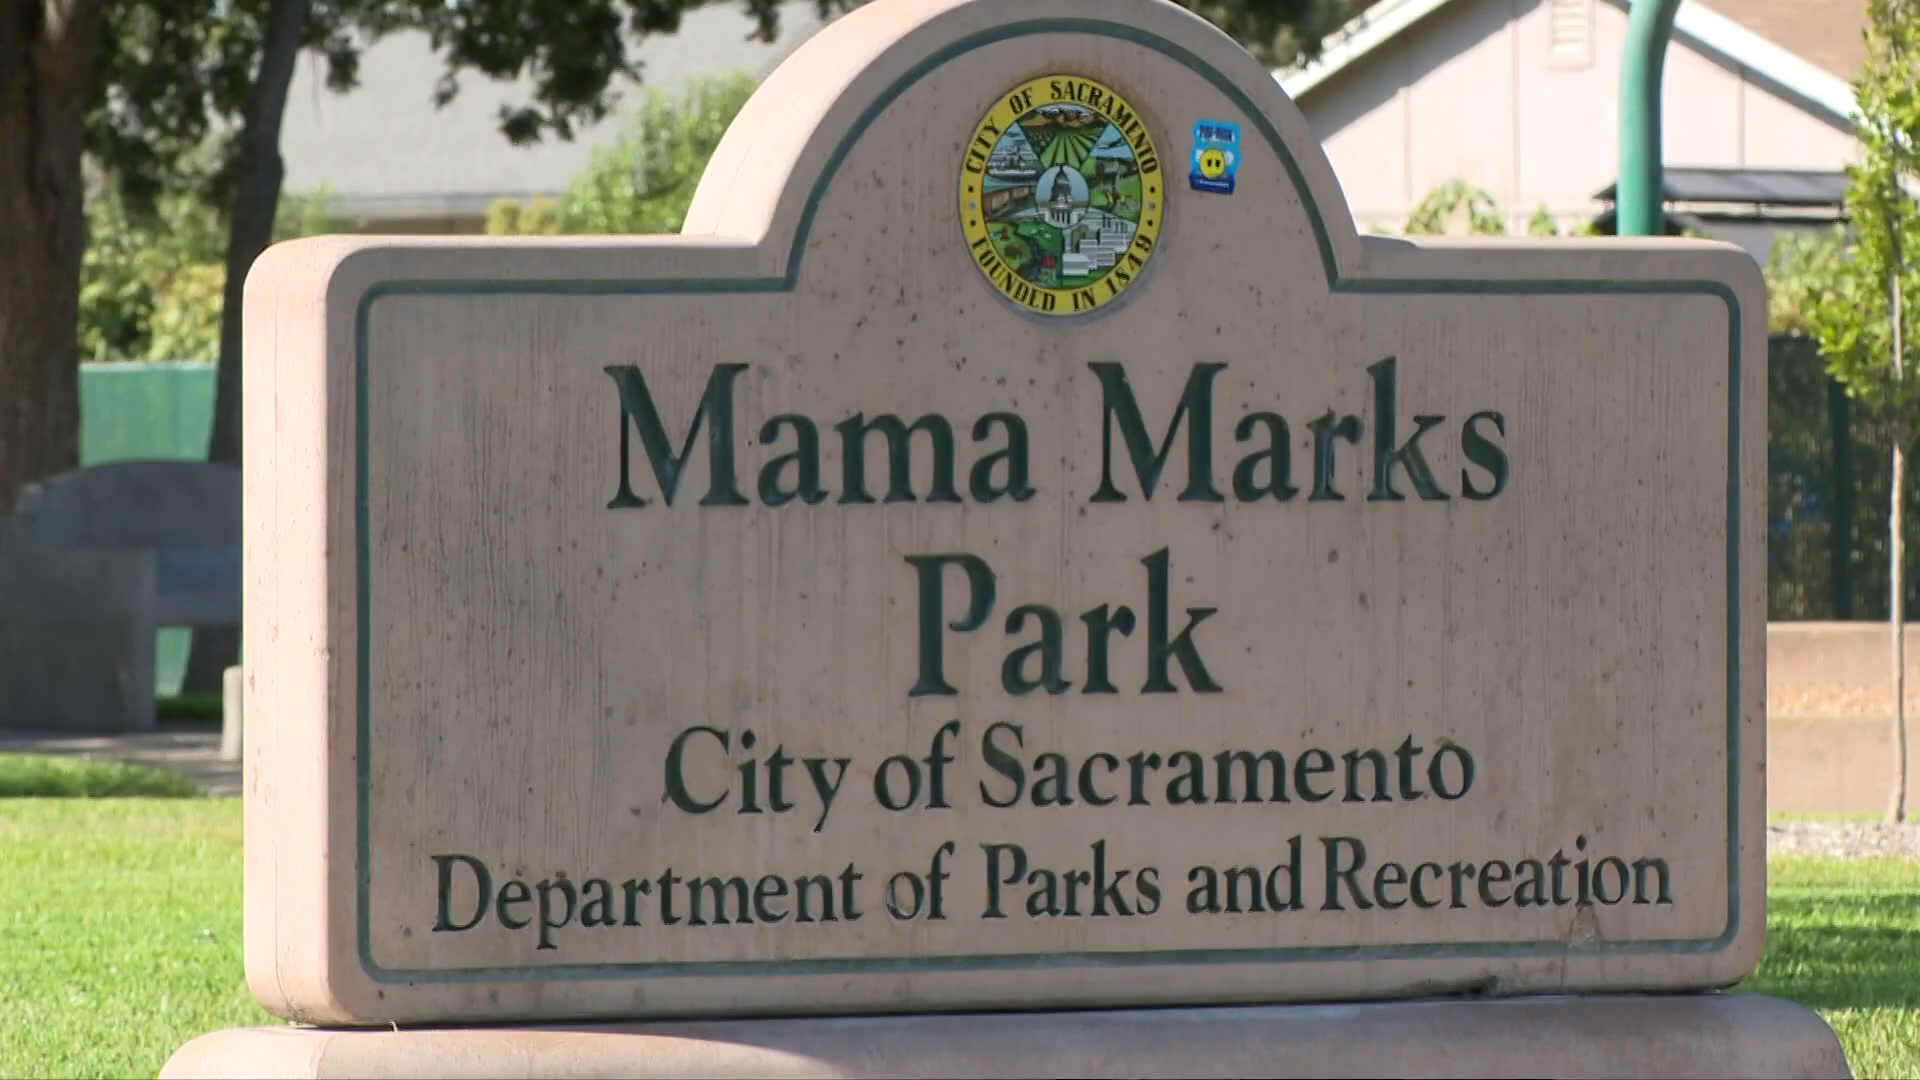 CITY OF SACRAMENTO
FOUNDED IN 1849
Mama Marks
Park
City of Sacramento
Department of Parks and Recreation